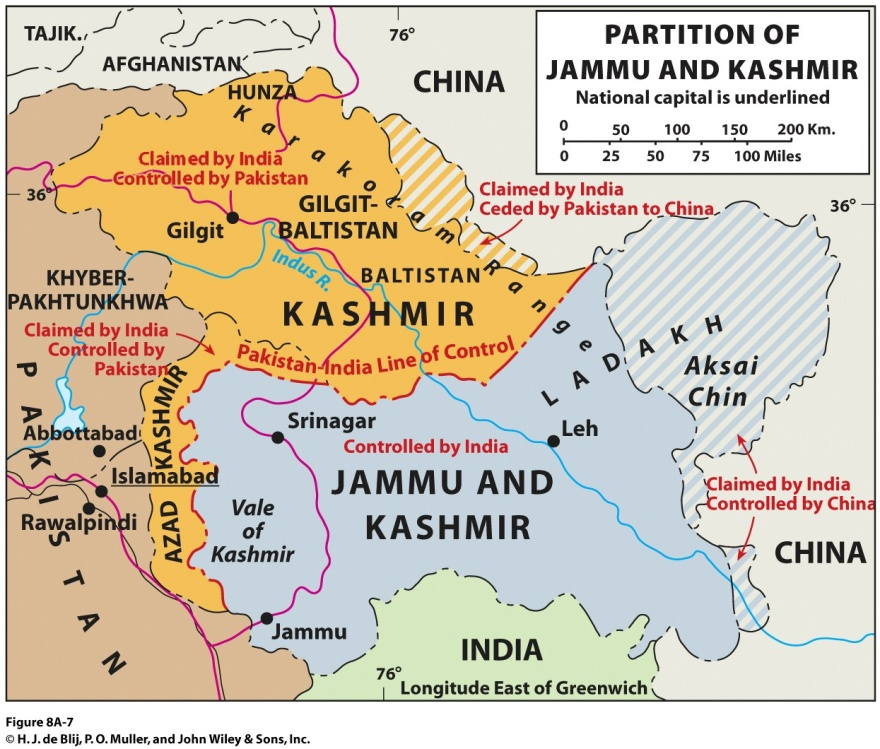 TAJIK.
AFGHANISTAN
76°
CHINA
PARTITION OF
JAMMU AND KASHMIR
National capital is underlined
0 50 100 150 200 Km.
0 25 50 75 100 Miles
HUNZA
Karakoram Range
Claimed by India
Controlled by Pakistan
36°
GILGIT-
BALTISTAN
Gilgit
Claimed by India
Ceded by Pakistan to China
36°
Indus R.
BALTISTAN
KHYBER-
PAKHTUNKHWA
KASHMIR
Claimed by India
Controlled by
Pakistan
Pakistan-India Line of Control
LADAKH
Aksai
Chin
PAKISTAN
AZAD KASHMIR
Srinagar
Controlled by India
Leh
Abbottabad
Islamabad
Rawalpindi
JAMMU AND
KASHMIR
Vale
of
Kashmir
Claimed by India
Controlled by China
CHINA
Jammu
INDIA
76°
Longitude East of Greenwich
Figure 8A-7
© H. J. de Blij, P. O. Muller, and John Wiley & Sons, Inc.